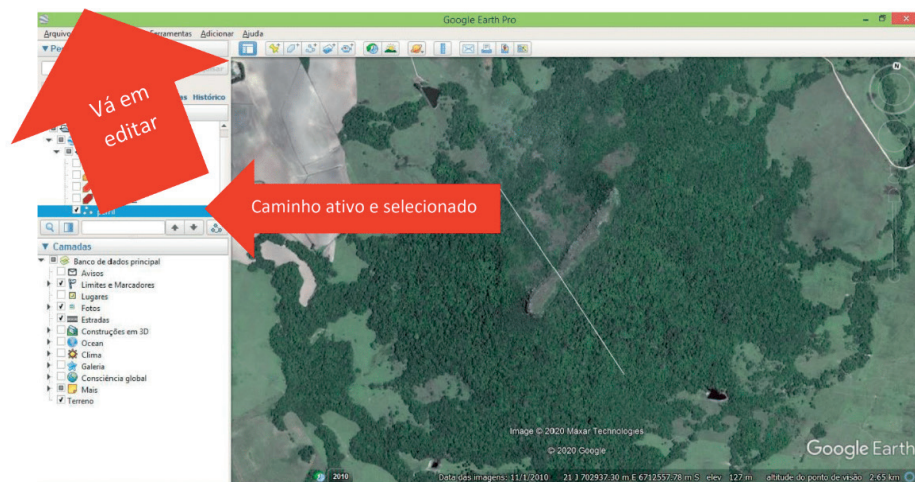 Google Earth Pro
Arquivo
Ferramentas Adicionar Ajuda
Histórico
Vá em
editar
Caminho ativo e selecionado
Camadas
Banco de dados principal
Avisos
Limites e Marcadores
Lugares
Fotos
Estradas
Construções em 3D
Ocean
Clima
Galeria
Consciência global
Mais
Terreno
N
Image © 2020 Maxar Technologies
© 2020 Google
Google Earth
2010
Data das imagens: 11/1/2010 21 J 702937.30 m E 6712557.78 m S elev 127 m altitude do ponto de visão 2.65 km